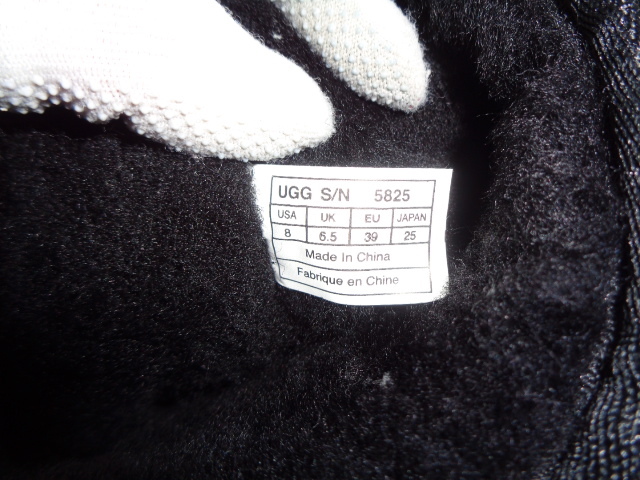 UGG S/N 5825
USA UK EU JAPAN
8 6.5 39 25
Made In China
Fabrique en Chine